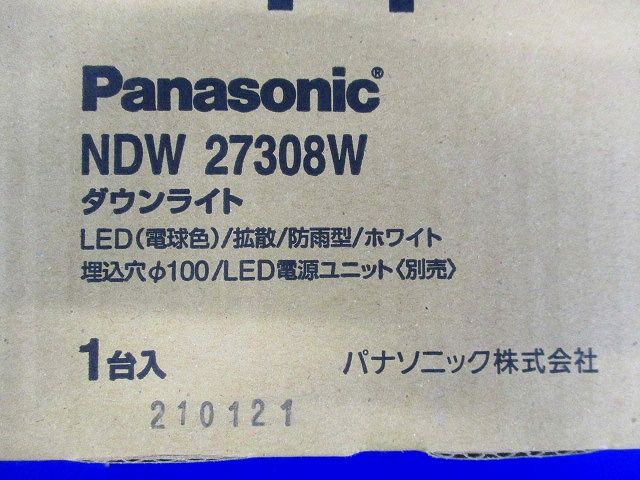 Panasonic®
NDW 27308W
ダウンライト
LED(電球色)/拡散/防雨型/ホワイト
埋込穴φ100/LED電源ユニット〈別売〉
1台入
パナソニック株式会社
210121